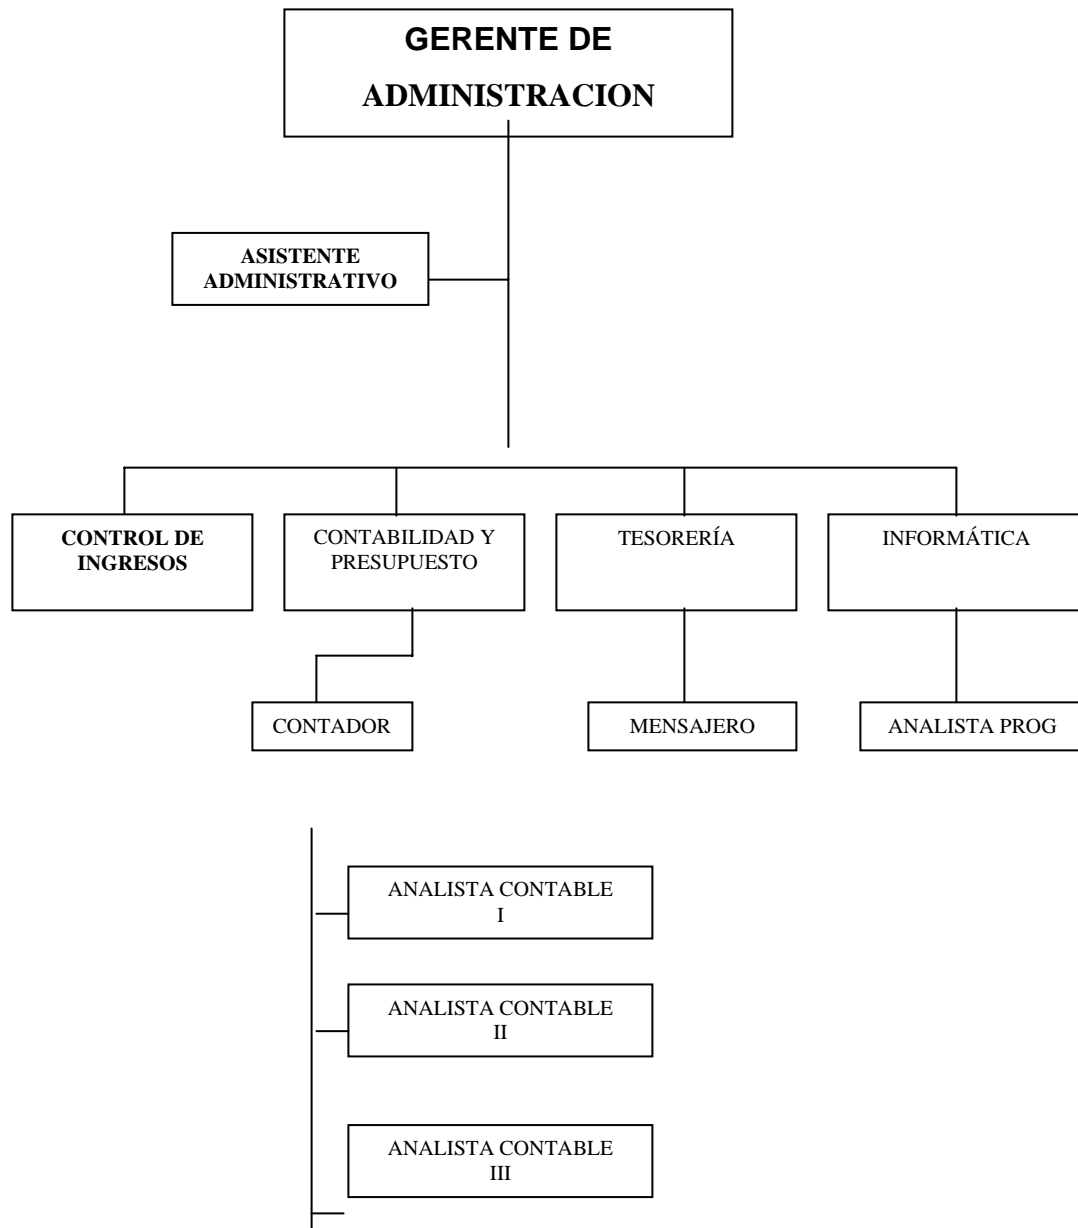 GERENTE DE
ADMINISTRACION
ASISTENTE
ADMINISTRATIVO
CONTROL DE
INGRESOS
CONTABILIDAD Y
PRESUPUESTO
TESORERÍA
INFORMÁTICA
CONTADOR
MENSAJERO
ANALISTA PROG
ANALISTA CONTABLE
I
ANALISTA CONTABLE
II
ANALISTA CONTABLE
III